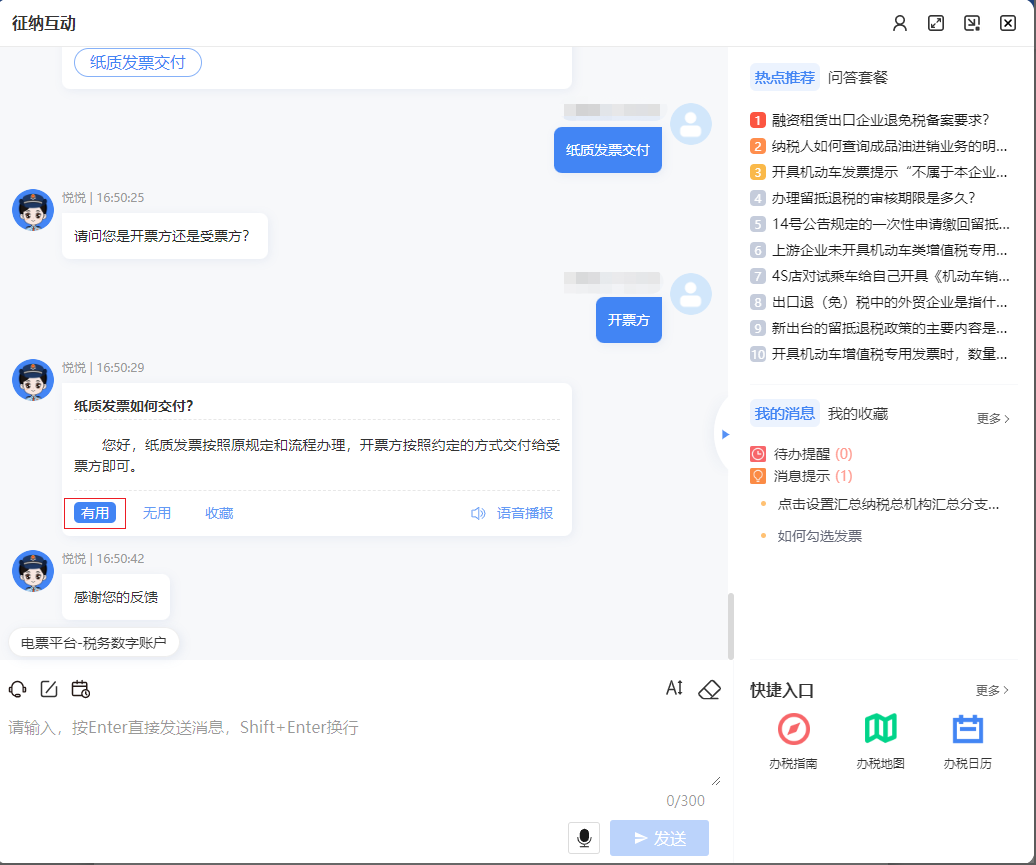 征纳互动
纸质发票交付
纸质发票交付
悦悦 | 16:50:25
请问您是开票方还是受票方?
开票方
悦悦 | 16:50:29
纸质发票如何交付?
您好，纸质发票按照原规定和流程办理，开票方按照约定的方式交付给受
票方即可。
有用 无用 收藏 语音播报
悦悦 | 16:50:42
感谢您的反馈
电票平台-税务数字账户
请输入，按Enter直接发送消息，Shift+Enter换行
0/300
发送
热点推荐 问答套餐
1 融资租赁出口企业退免税备案要求?
2 纳税人如何查询成品油进销业务的明...
3 开具机动车发票提示“不属于本企业...
4 办理留抵退税的审核期限是多久?
5 14号公告规定的一次性申请缴回留抵...
6 上游企业未开具机动车类增值税专用...
7 4S店对试乘车给自己开具《机动车销...
8 出口退（免）税中的外贸企业是指什...
9 新出台的留抵退税政策的主要内容是...
10 开具机动车增值税专用发票时，数量...
我的消息 我的收藏 更多
待办提醒 (0)
消息提示 (1)
点击设置汇总纳税总机构汇总分支...
如何勾选发票
快捷入口 更多
办税指南 办税地图 办税日历